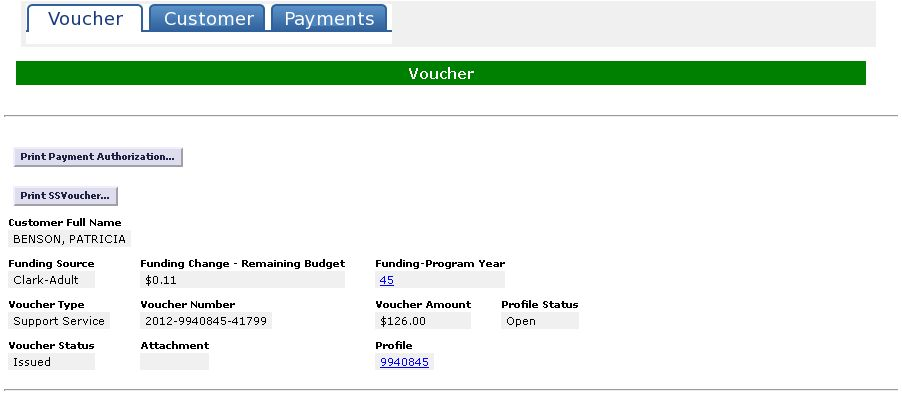 Voucher Customer Payments
Voucher
Print Payment Authorization...
Print SSVoucher...
Customer Full Name
BENSON, PATRICIA
Funding Source Funding Change - Remaining Budget Funding-Program Year
Clark-Adult $0.11 45
Voucher Type Voucher Number Voucher Amount Profile Status
Support Service 2012-9940845-41799 $126.00 Open
Voucher Status Attachment Profile
Issued 9940845